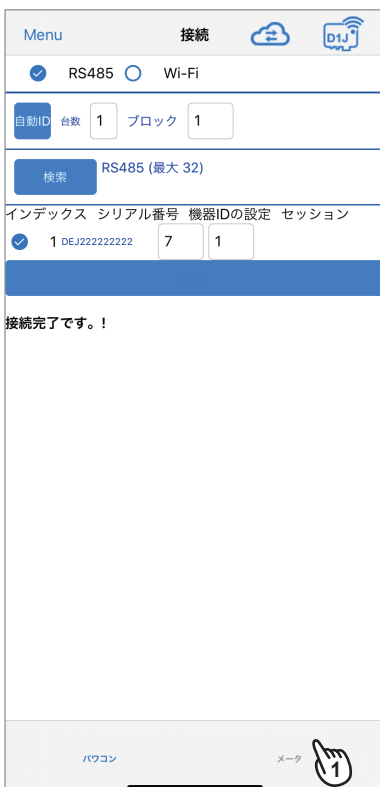 Menu 接続 D1J
RS485 Wi-Fi
自動ID 台数 1 ブロック 1
検索 RS485 (最大 32)
インデックス シリアル番号 機器IDの設定 セッション
1 DEJ222222222 7 1
接続完了です。!
パワコン メータ 1